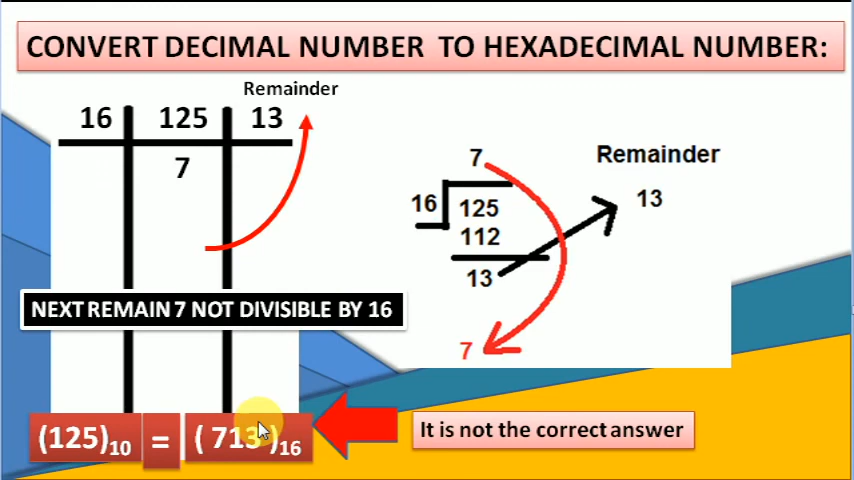 CONVERT DECIMAL NUMBER TO HEXADECIMAL NUMBER:
Remainder
16 125 13
7
7
Remainder
16 125
13
112
13
7
NEXT REMAIN 7 NOT DIVISIBLE BY 16
(125)10 = ( 713 )16
It is not the correct answer